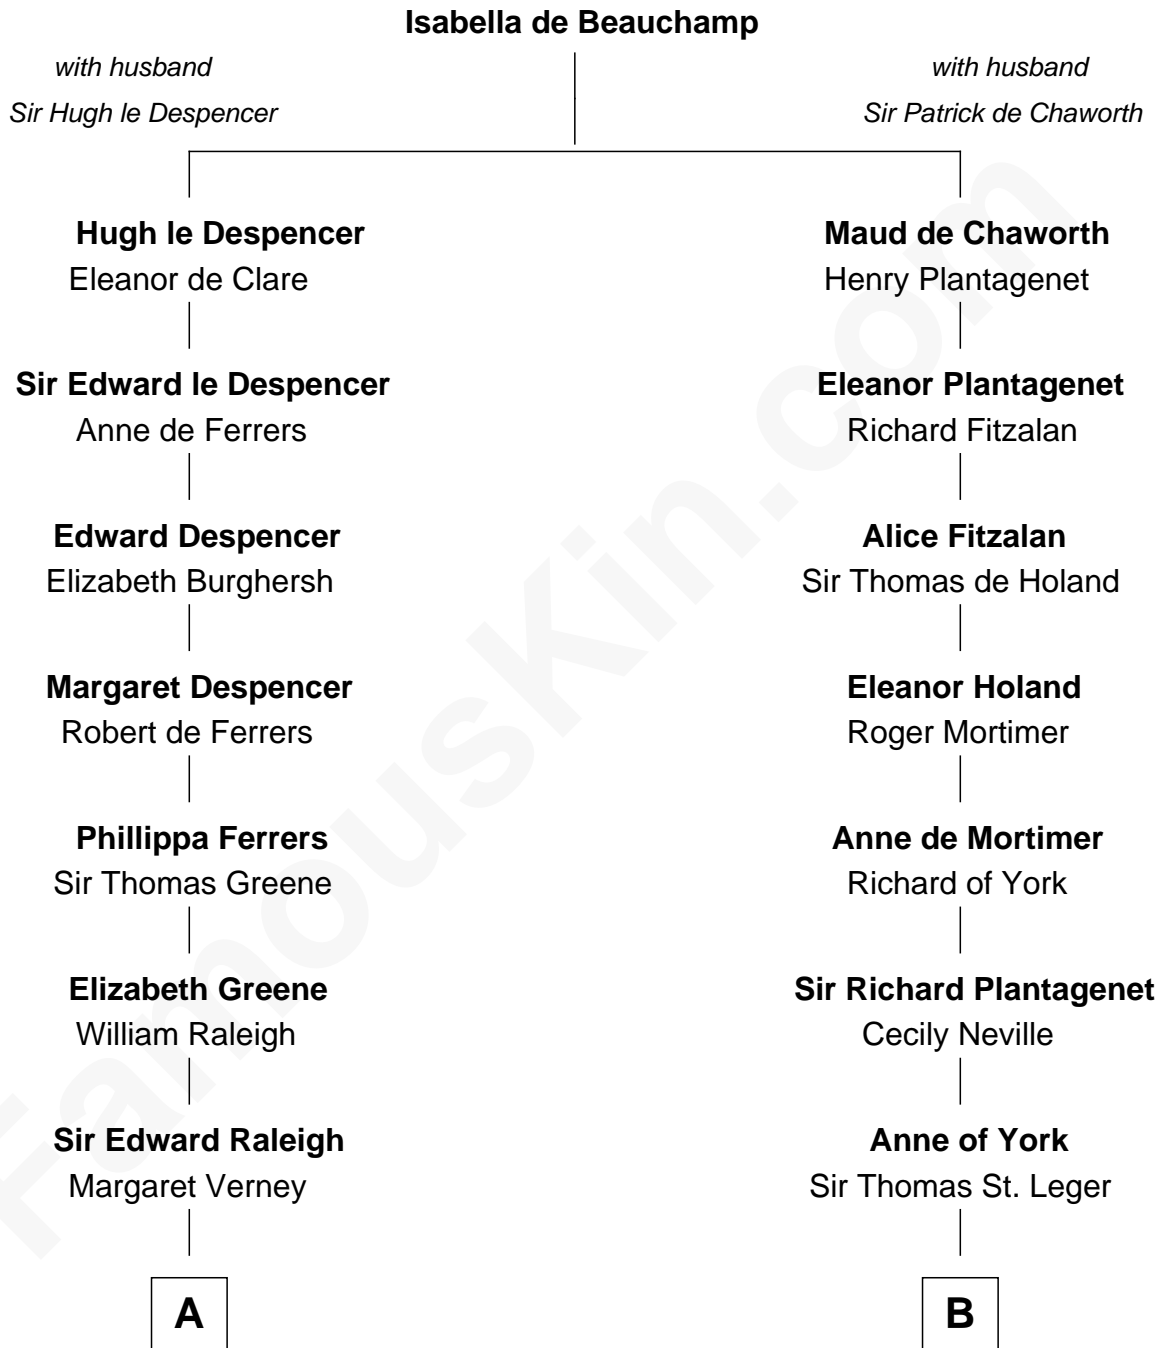 Isabella de Beauchamp
with husband
Sir Hugh le Despencer
with husband
Sir Patrick de Chaworth
Hugh le Despencer
Eleanor de Clare
Maud de Chaworth
Henry Plantagenet
Sir Edward le Despencer
Anne de Ferrers
Eleanor Plantagenet
Richard Fitzalan
Edward Despencer
Elizabeth Burghersh
Alice Fitzalan
Sir Thomas de Holand
Margaret Despencer
Robert de Ferrers
Eleanor Holand
Roger Mortimer
Phillippa Ferrers
Sir Thomas Greene
Anne de Mortimer
Richard of York
Elizabeth Greene
William Raleigh
Sir Richard Plantagenet
Cecily Neville
Sir Edward Raleigh
Margaret Verney
Anne of York
Sir Thomas St. Leger
A
B
FamousKin.com